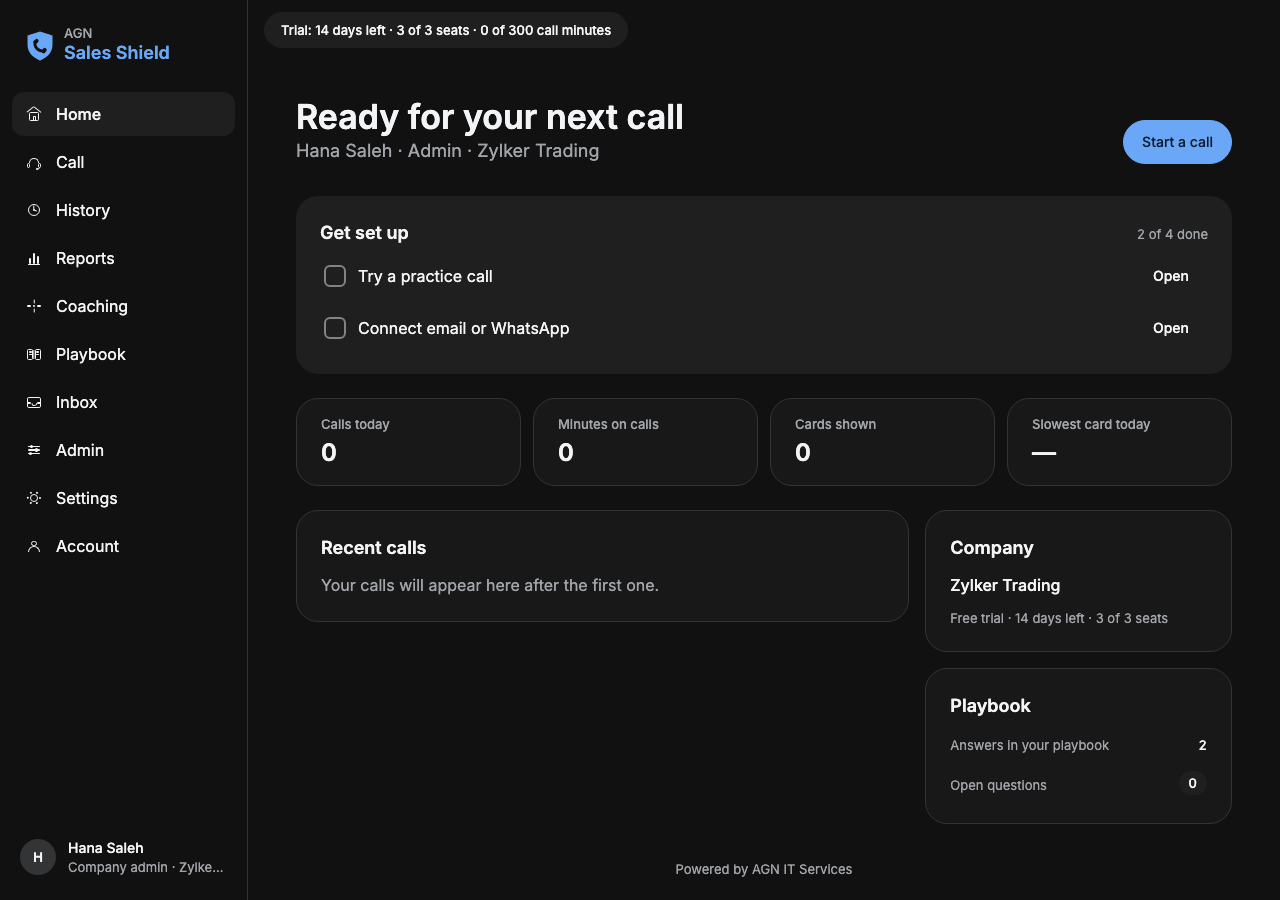 AGN
Sales Shield
Home
Call
History
Reports
Coaching
Playbook
Inbox
Admin
Settings
Account
H
Hana Saleh
Company admin · Zylke...
Trial: 14 days left · 3 of 3 seats · 0 of 300 call minutes
Ready for your next call
Hana Saleh · Admin · Zylker Trading
Start a call
Get set up
2 of 4 done
Try a practice call
Open
Connect email or WhatsApp
Open
Calls today
0
Minutes on calls
0
Cards shown
0
Slowest card today
—
Recent calls
Your calls will appear here after the first one.
Company
Zylker Trading
Free trial · 14 days left · 3 of 3 seats
Playbook
Answers in your playbook
2
Open questions
0
Powered by AGN IT Services